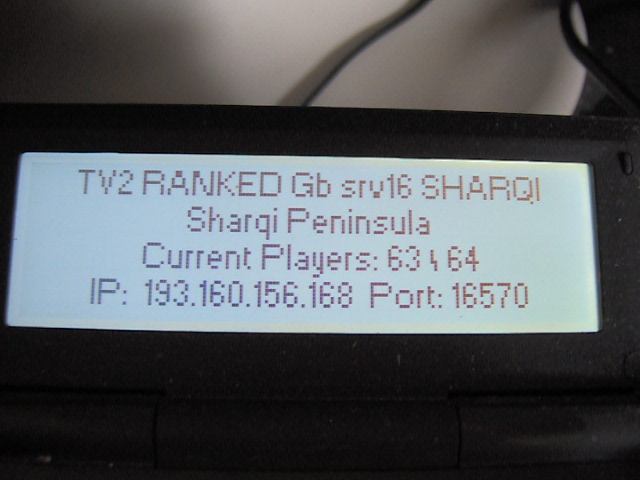 TV2 RANKED Gb srv16 SHARQI
Sharqi Peninsula
Current Players: 63 \ 64
IP: 193.160.156.168 Port: 16570